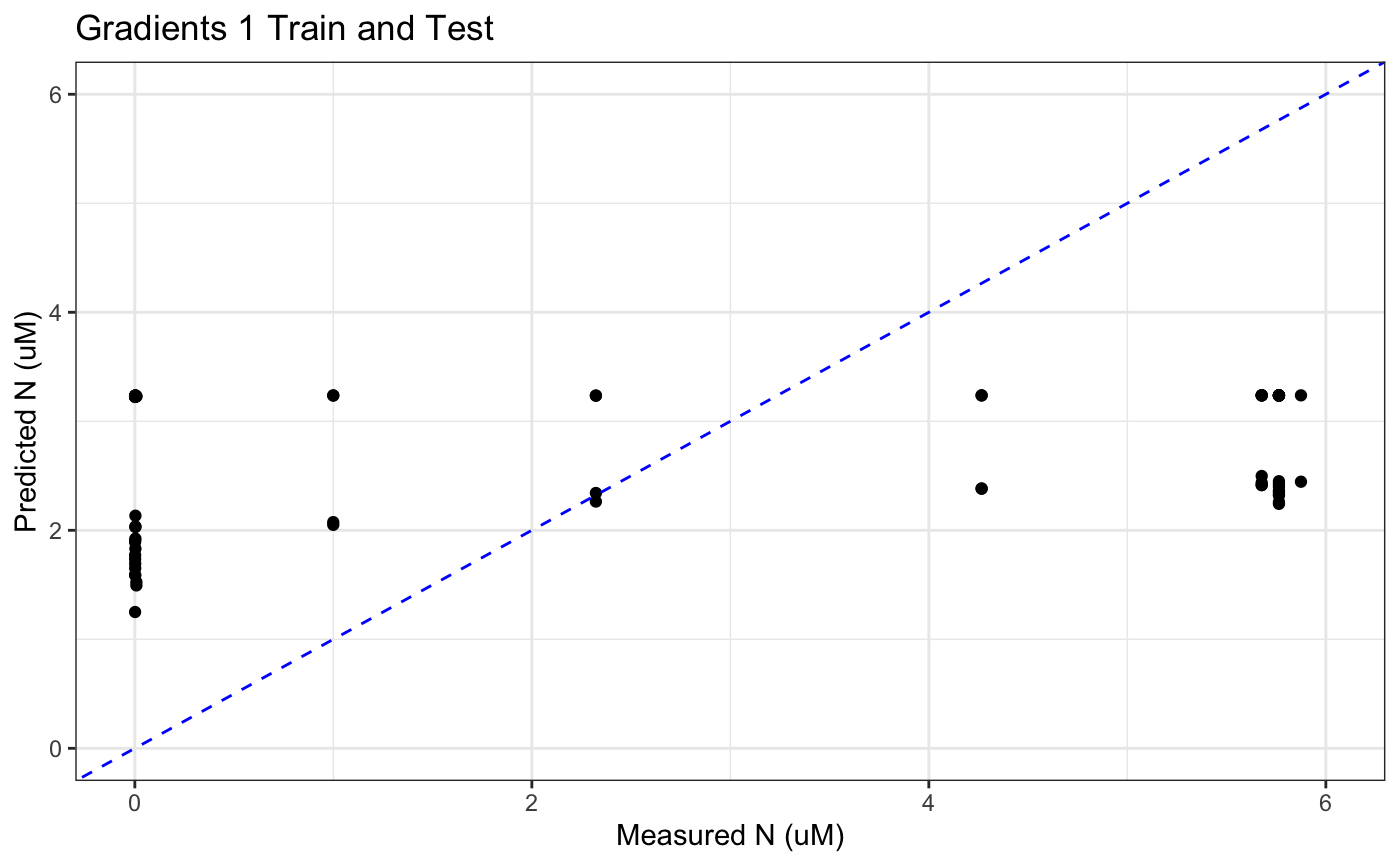 Gradients 1 Train and Test
6
4
2
0
Predicted N (uM)
0 2 4 6
Measured N (uM)